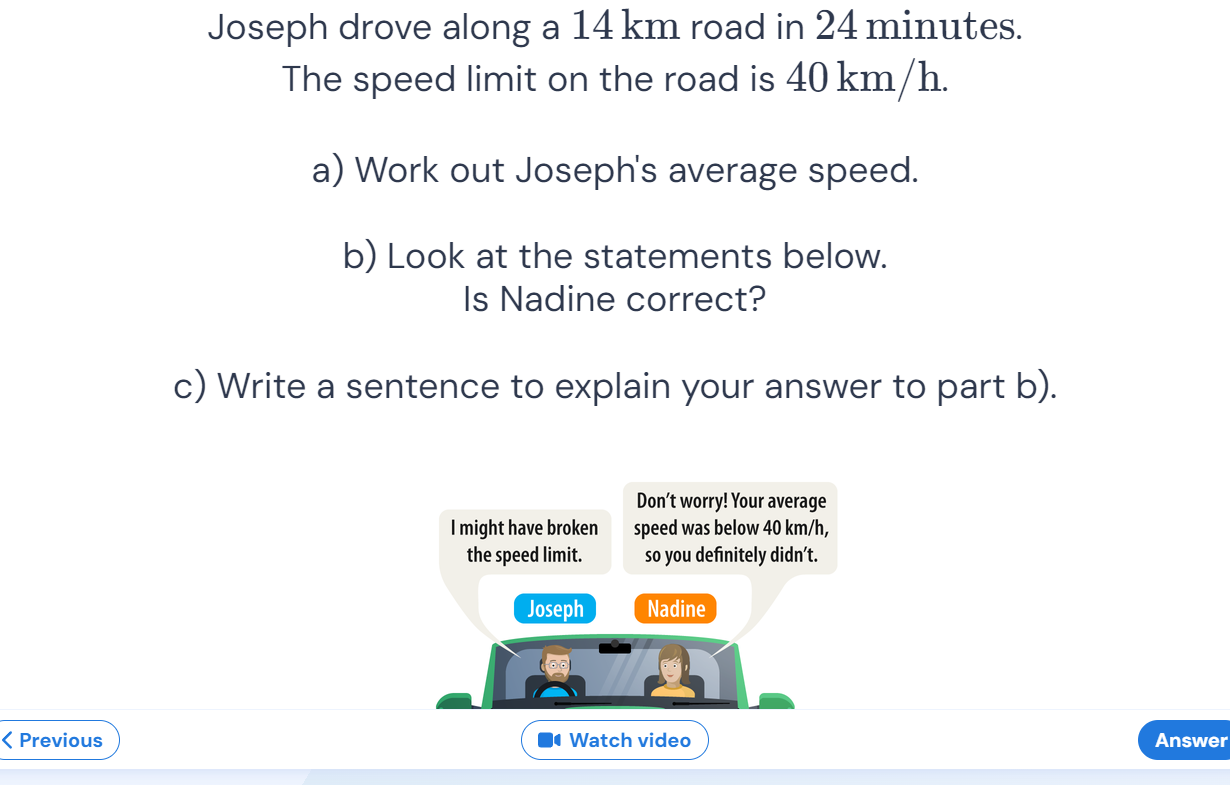 Joseph drove along a 14 km road in 24 minutes.
The speed limit on the road is 40 km/h.
a) Work out Joseph's average speed.
b) Look at the statements below.
Is Nadine correct?
c) Write a sentence to explain your answer to part b).
I might have broken
the speed limit.
Don't worry! Your average
speed was below 40 km/h,
so you definitely didn't.
Joseph
Nadine
Previous
Watch video
Answer